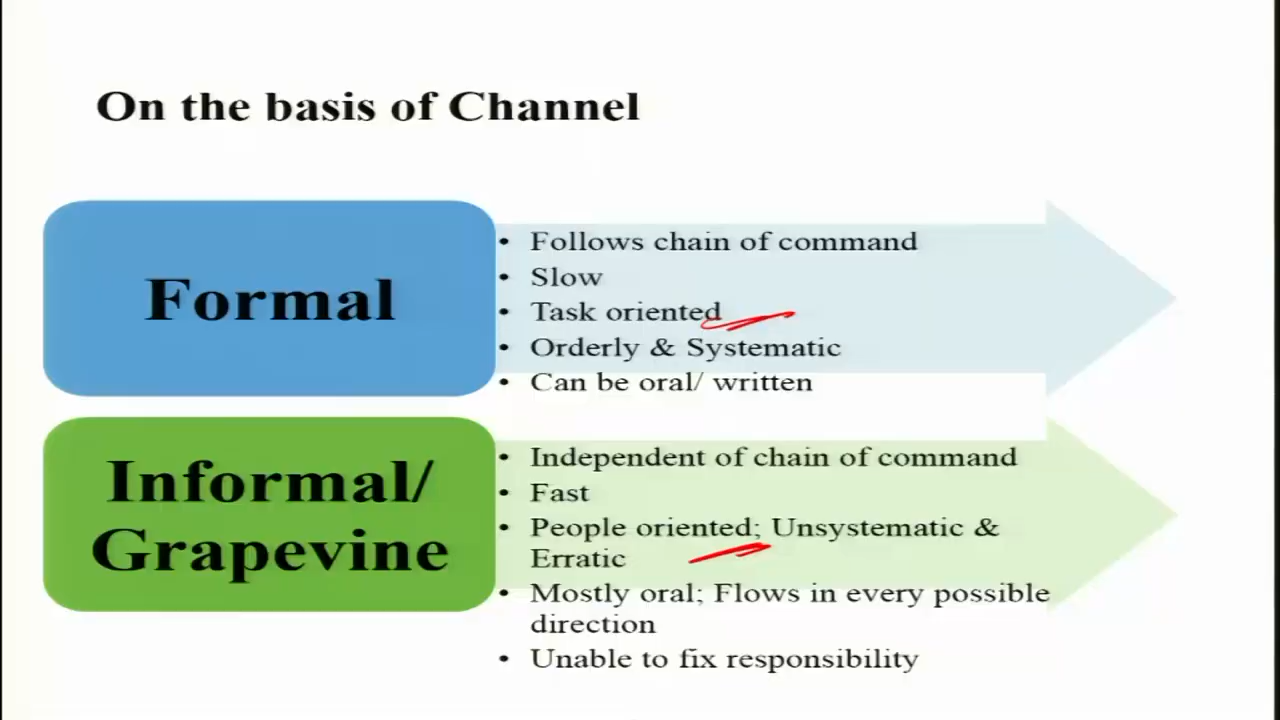 On the basis of Channel
Formal
• Follows chain of command
• Slow
• Task oriented
• Orderly & Systematic
• Can be oral/ written
Informal/
Grapevine
• Independent of chain of command
• Fast
• People oriented; Unsystematic &
Erratic
• Mostly oral; Flows in every possible
direction
• Unable to fix responsibility